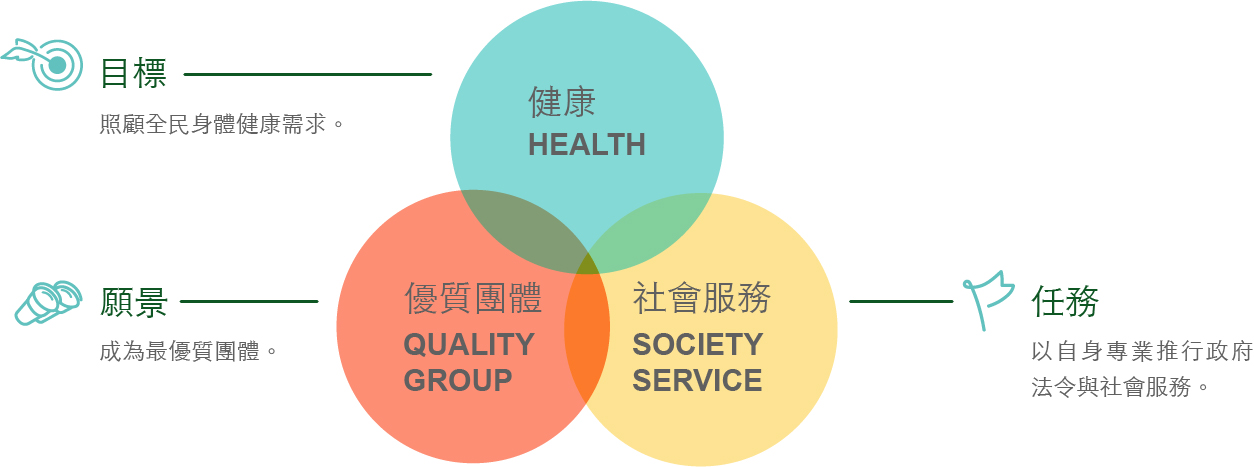 目標
照顧全民身體健康需求。
健康
HEALTH
願景
成為最優質團體。
優質團體
QUALITY
GROUP
社會服務
SOCIETY
SERVICE
任務
以自身專業推行政府
法令與社會服務。